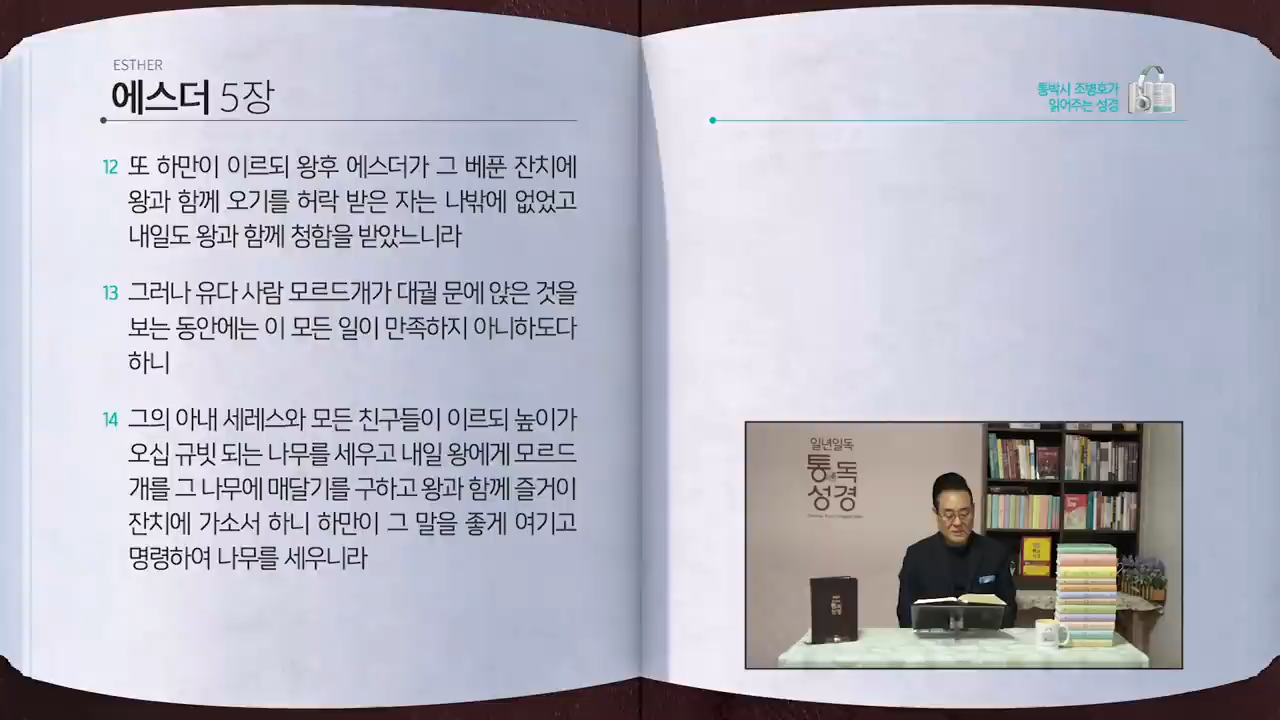 ESTHER
에스더 5장
12 또 하만이 이르되 왕후 에스더가 그 베푼 잔치에
왕과 함께 오기를 허락 받은 자는 나밖에 없었고
내일도 왕과 함께 청함을 받았느니라
13 그러나 유다 사람 모르드개가 대궐 문에 앉은 것을
보는 동안에는 이 모든 일이 만족하지 아니하도다
하니
14 그의 아내 세레스와 모든 친구들이 이르되 높이가
오십 규빗 되는 나무를 세우고 내일 왕에게 모르드
개를 그 나무에 매달기를 구하고 왕과 함께 즐거이
잔치에 가소서 하니 하만이 그 말을 좋게 여기고
명령하여 나무를 세우니라
통박사 조병호가
읽어주는 성경
일년일독
통독
성경